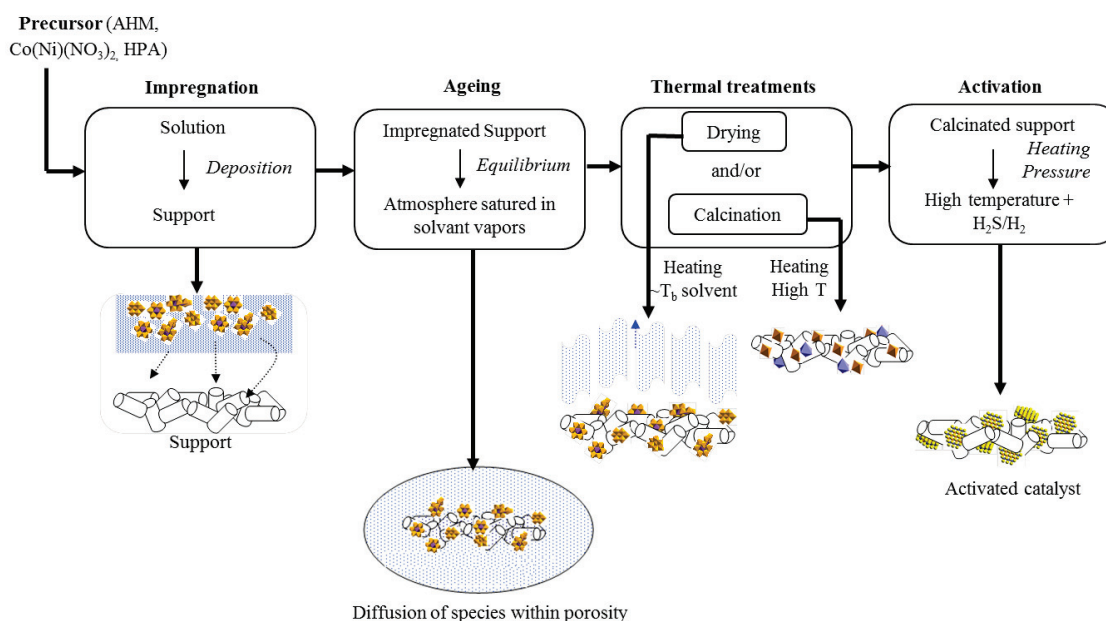 Precursor (AHM,
Co(Ni)(NO3)2, HPA)
Impregnation
Solution
Deposition
Support
Support
Ageing
Impregnated Support
Equilibrium
Atmosphere satured in
solvent vapors
Diffusion of species within porosity
Thermal treatments
Drying
and/or
Calcination
Heating
~Tb solvent
Heating
High T
Activation
Calcinated support
Heating
Pressure
High temperature +
H2S/H2
Activated catalyst